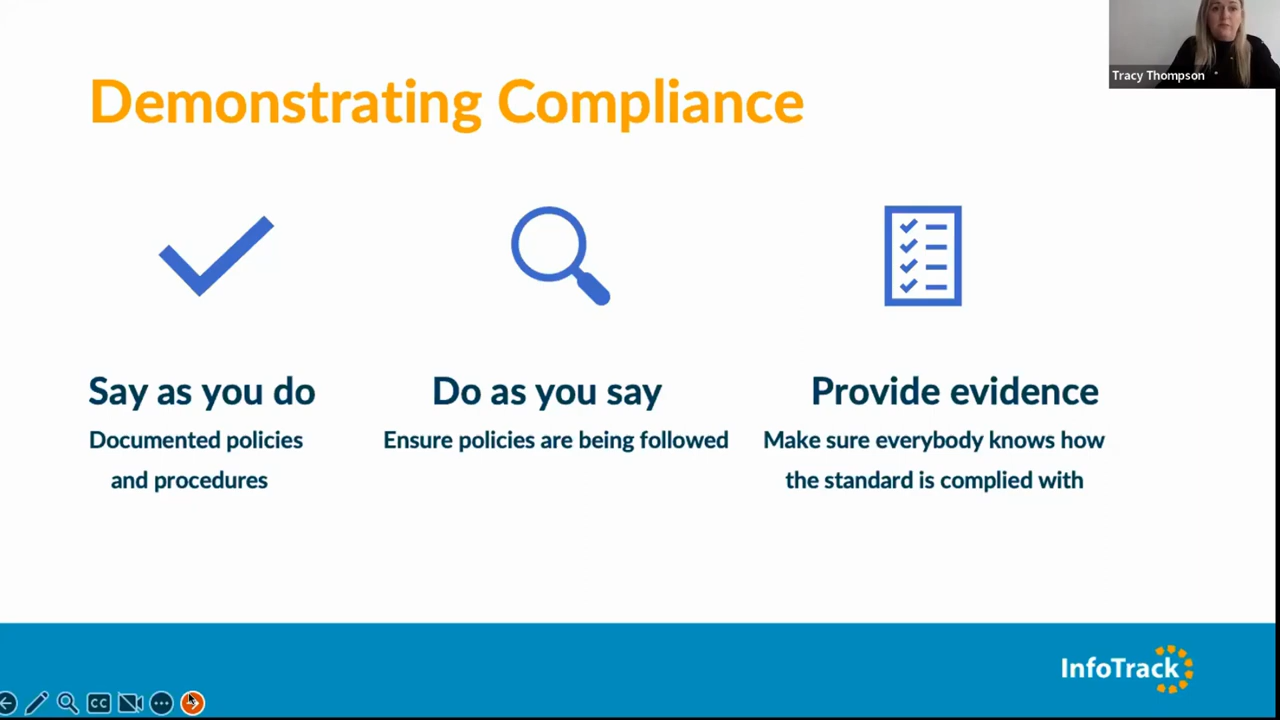 Tracy Thompson
Demonstrating Compliance
Say as you do
Documented policies
and procedures
Do as you say
Ensure policies are being followed
Provide evidence
Make sure everybody knows how
the standard is complied with
InfoTrack
CC